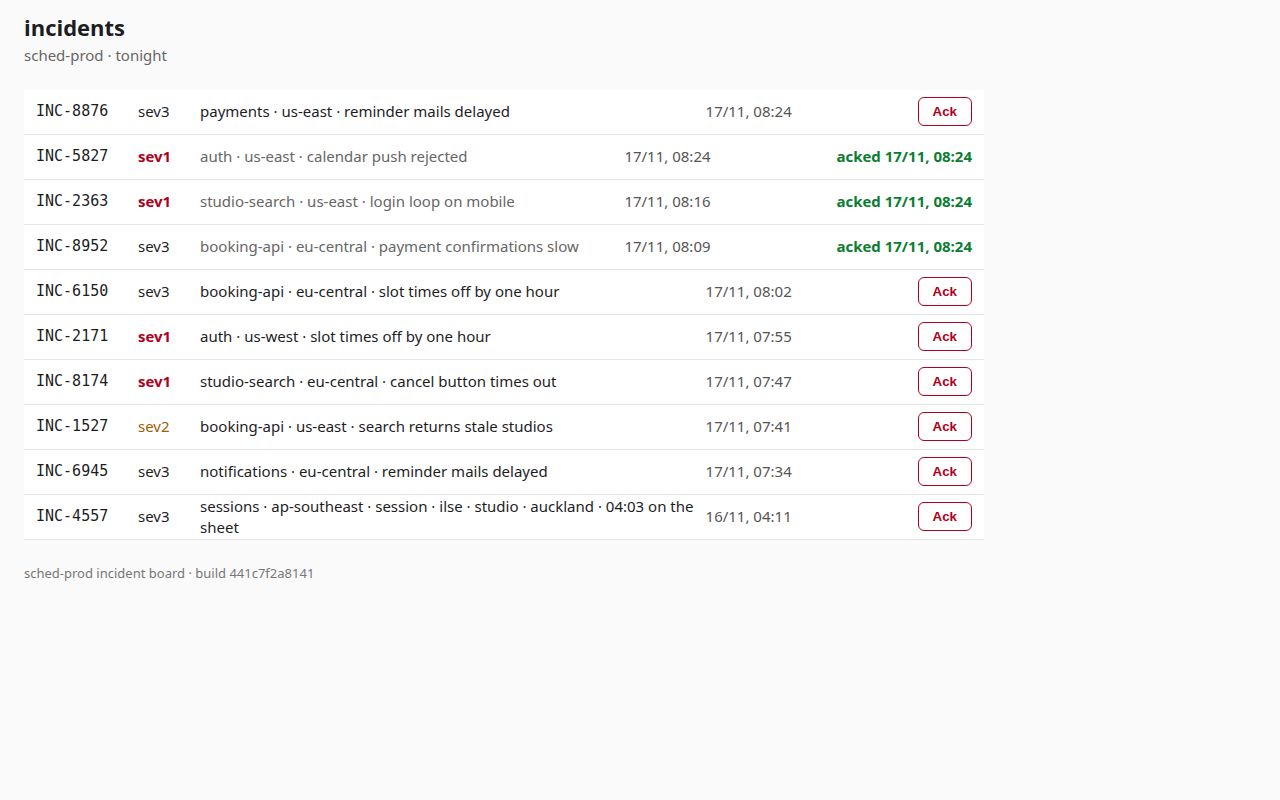 incidents
sched-prod · tonight
INC-8876 sev3 payments · us-east · reminder mails delayed 17/11, 08:24 Ack
INC-5827 sev1 auth · us-east · calendar push rejected 17/11, 08:24 acked 17/11, 08:24
INC-2363 sev1 studio-search · us-east · login loop on mobile 17/11, 08:16 acked 17/11, 08:24
INC-8952 sev3 booking-api · eu-central · payment confirmations slow 17/11, 08:09 acked 17/11, 08:24
INC-6150 sev3 booking-api · eu-central · slot times off by one hour 17/11, 08:02 Ack
INC-2171 sev1 auth · us-west · slot times off by one hour 17/11, 07:55 Ack
INC-8174 sev1 studio-search · eu-central · cancel button times out 17/11, 07:47 Ack
INC-1527 sev2 booking-api · us-east · search returns stale studios 17/11, 07:41 Ack
INC-6945 sev3 notifications · eu-central · reminder mails delayed 17/11, 07:34 Ack
INC-4557 sev3 sessions · ap-southeast · session · ilse · studio · auckland · 04:03 on the 16/11, 04:11 Ack
sheet
sched-prod incident board · build 441c7f2a8141